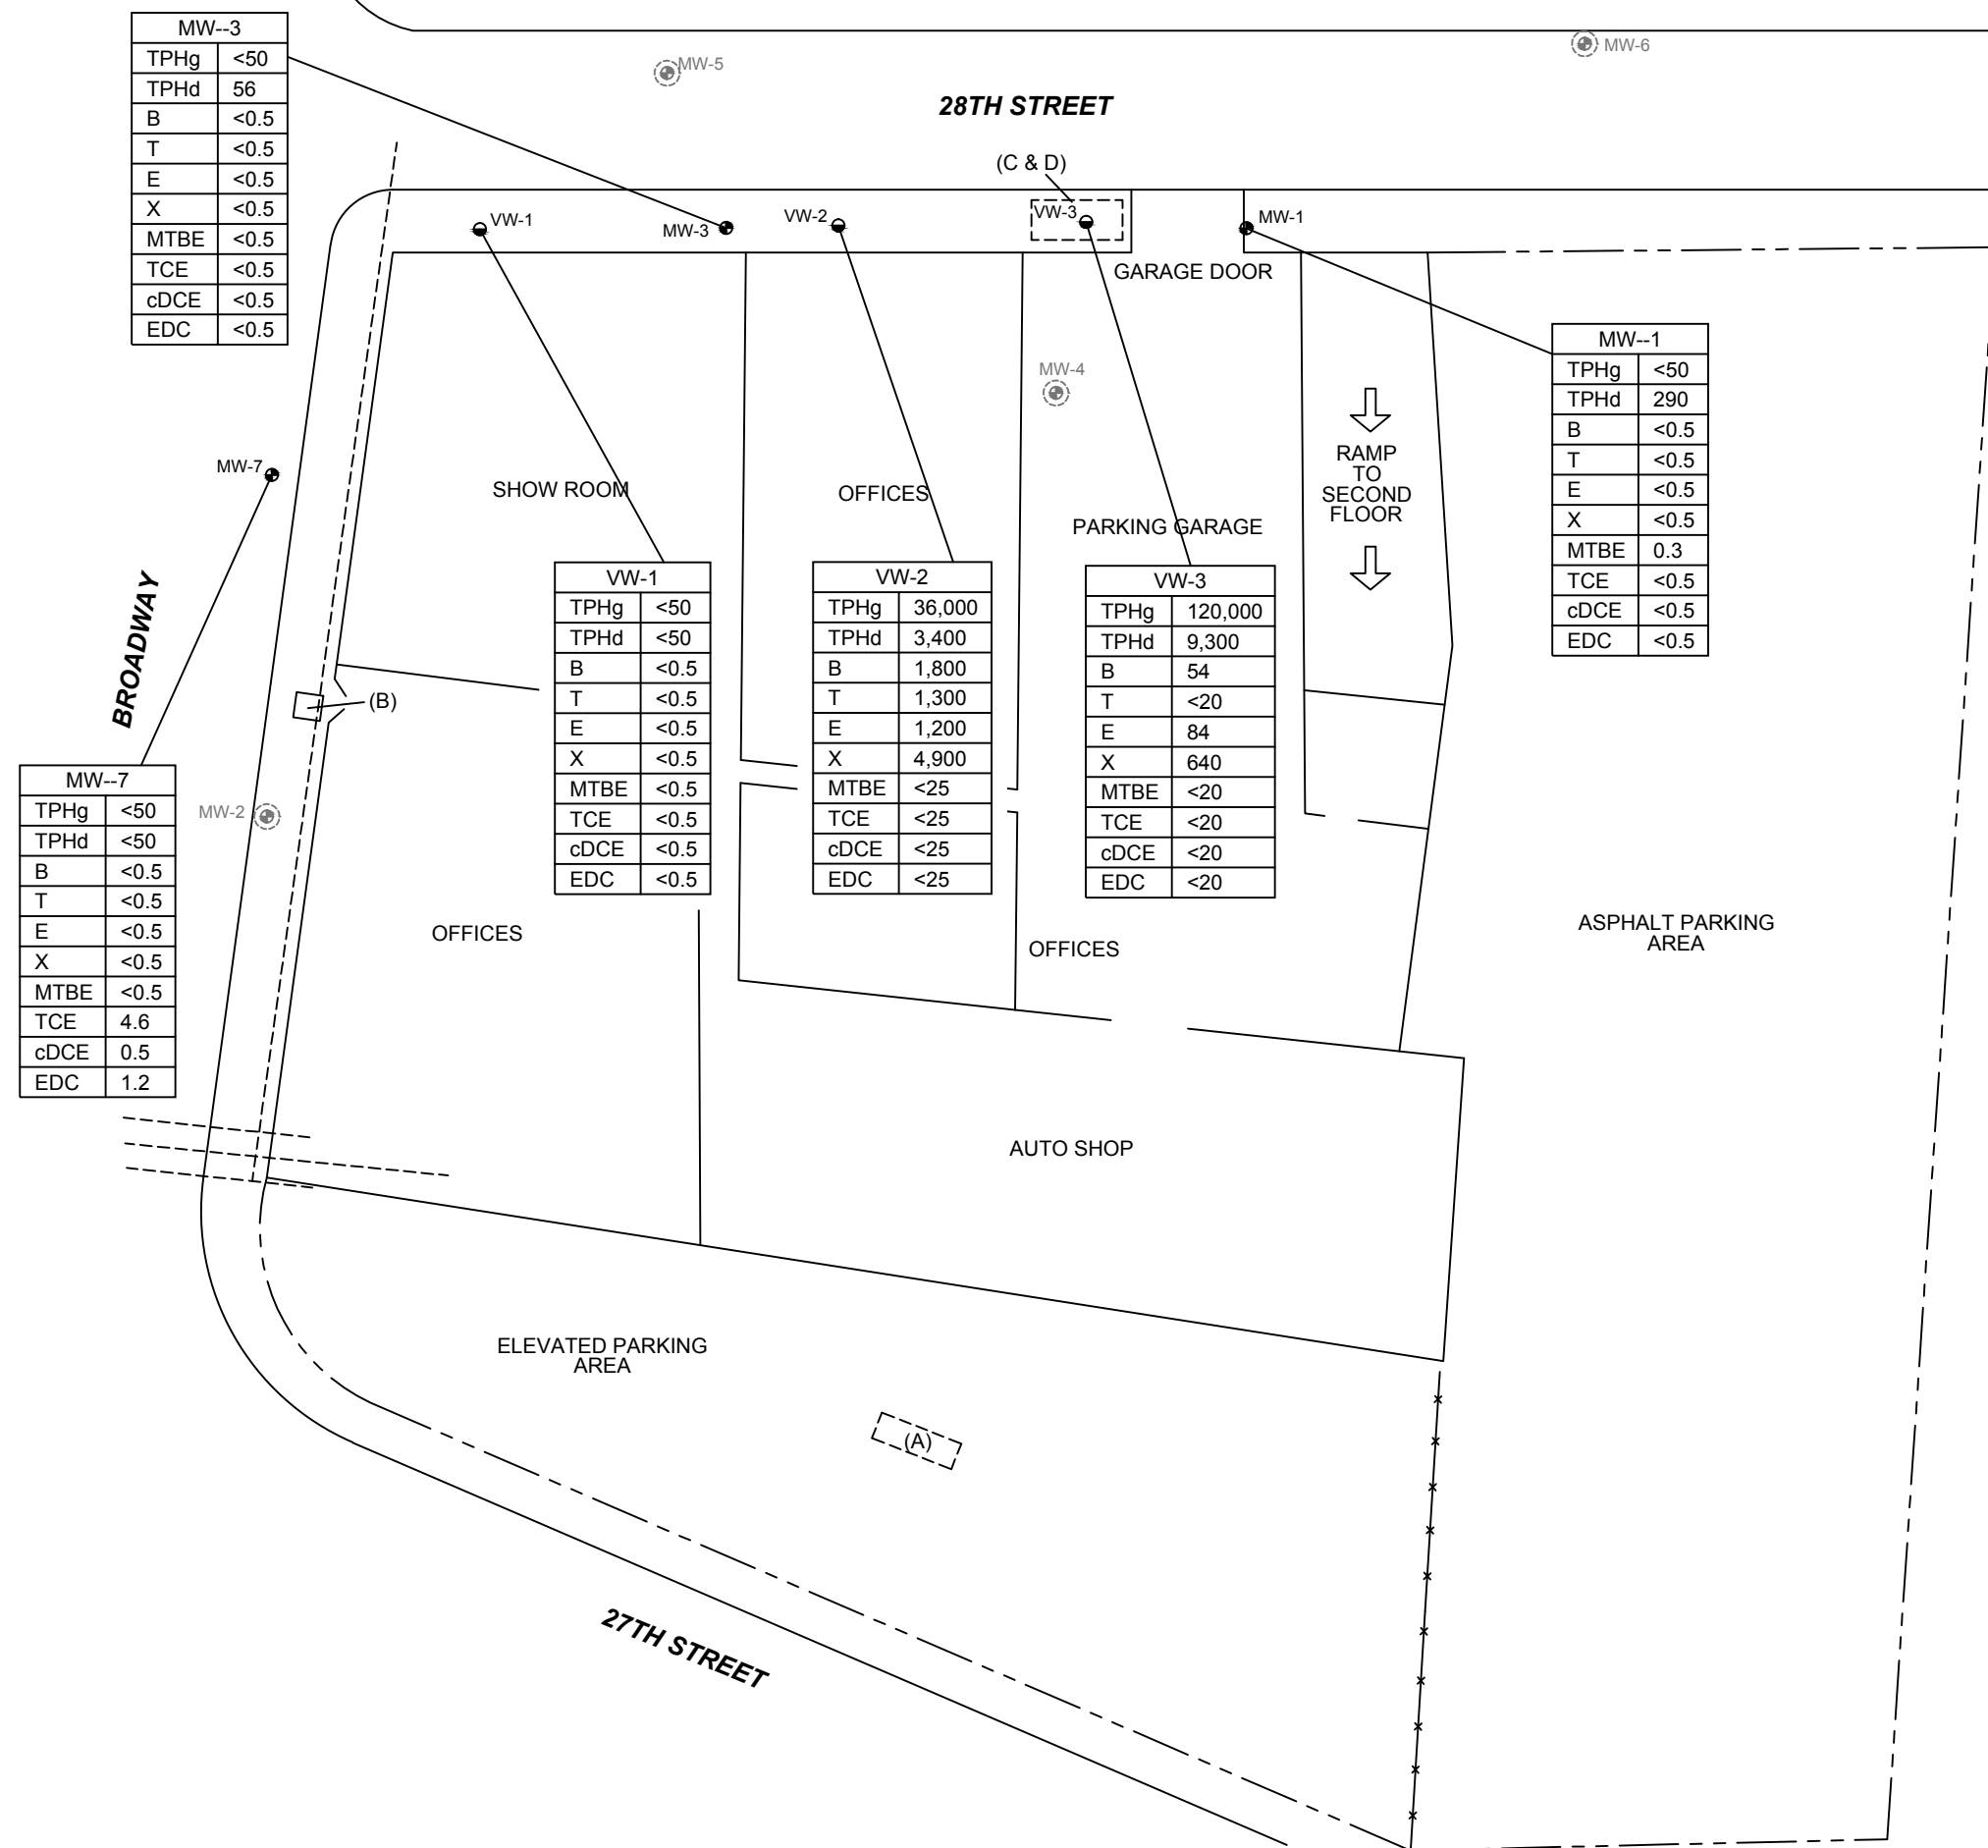 MW--3
TPHg <50
TPHd 56
B <0.5
T <0.5
E <0.5
X <0.5
MTBE <0.5
TCE <0.5
cDCE <0.5
EDC <0.5
MW-5
MW-6
28TH STREET
(C & D)
VW-1
MW-3
VW-2
VW-3
MW-1
GARAGE DOOR
MW--1
TPHg <50
TPHd 290
B <0.5
T <0.5
E <0.5
X <0.5
MTBE 0.3
TCE <0.5
cDCE <0.5
EDC <0.5
MW-4
RAMP
TO
SECOND
FLOOR
MW-7
SHOW ROOM
OFFICES
PARKING GARAGE
BROADWAY
VW-1
TPHg <50
TPHd <50
B <0.5
T <0.5
E <0.5
X <0.5
MTBE <0.5
TCE <0.5
cDCE <0.5
EDC <0.5
VW-2
TPHg 36,000
TPHd 3,400
B 1,800
T 1,300
E 1,200
X 4,900
MTBE <25
TCE <25
cDCE <25
EDC <25
VW-3
TPHg 120,000
TPHd 9,300
B 54
T <20
E 84
X 640
MTBE <20
TCE <20
cDCE <20
EDC <20
(B)
MW--7
TPHg <50
TPHd <50
B <0.5
T <0.5
E <0.5
X <0.5
MTBE <0.5
TCE 4.6
cDCE 0.5
EDC 1.2
MW-2
OFFICES
OFFICES
ASPHALT PARKING
AREA
AUTO SHOP
ELEVATED PARKING
AREA
(A)
27TH STREET